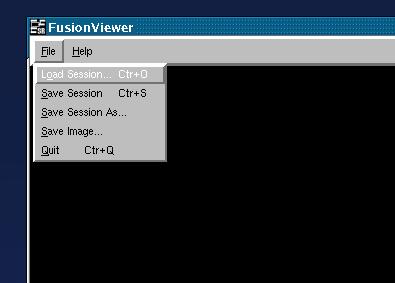 FusionViewer
File Help
Load Session... Ctr+O
Save Session Ctr+S
Save Session As...
Save Image...
Quit Ctr+Q